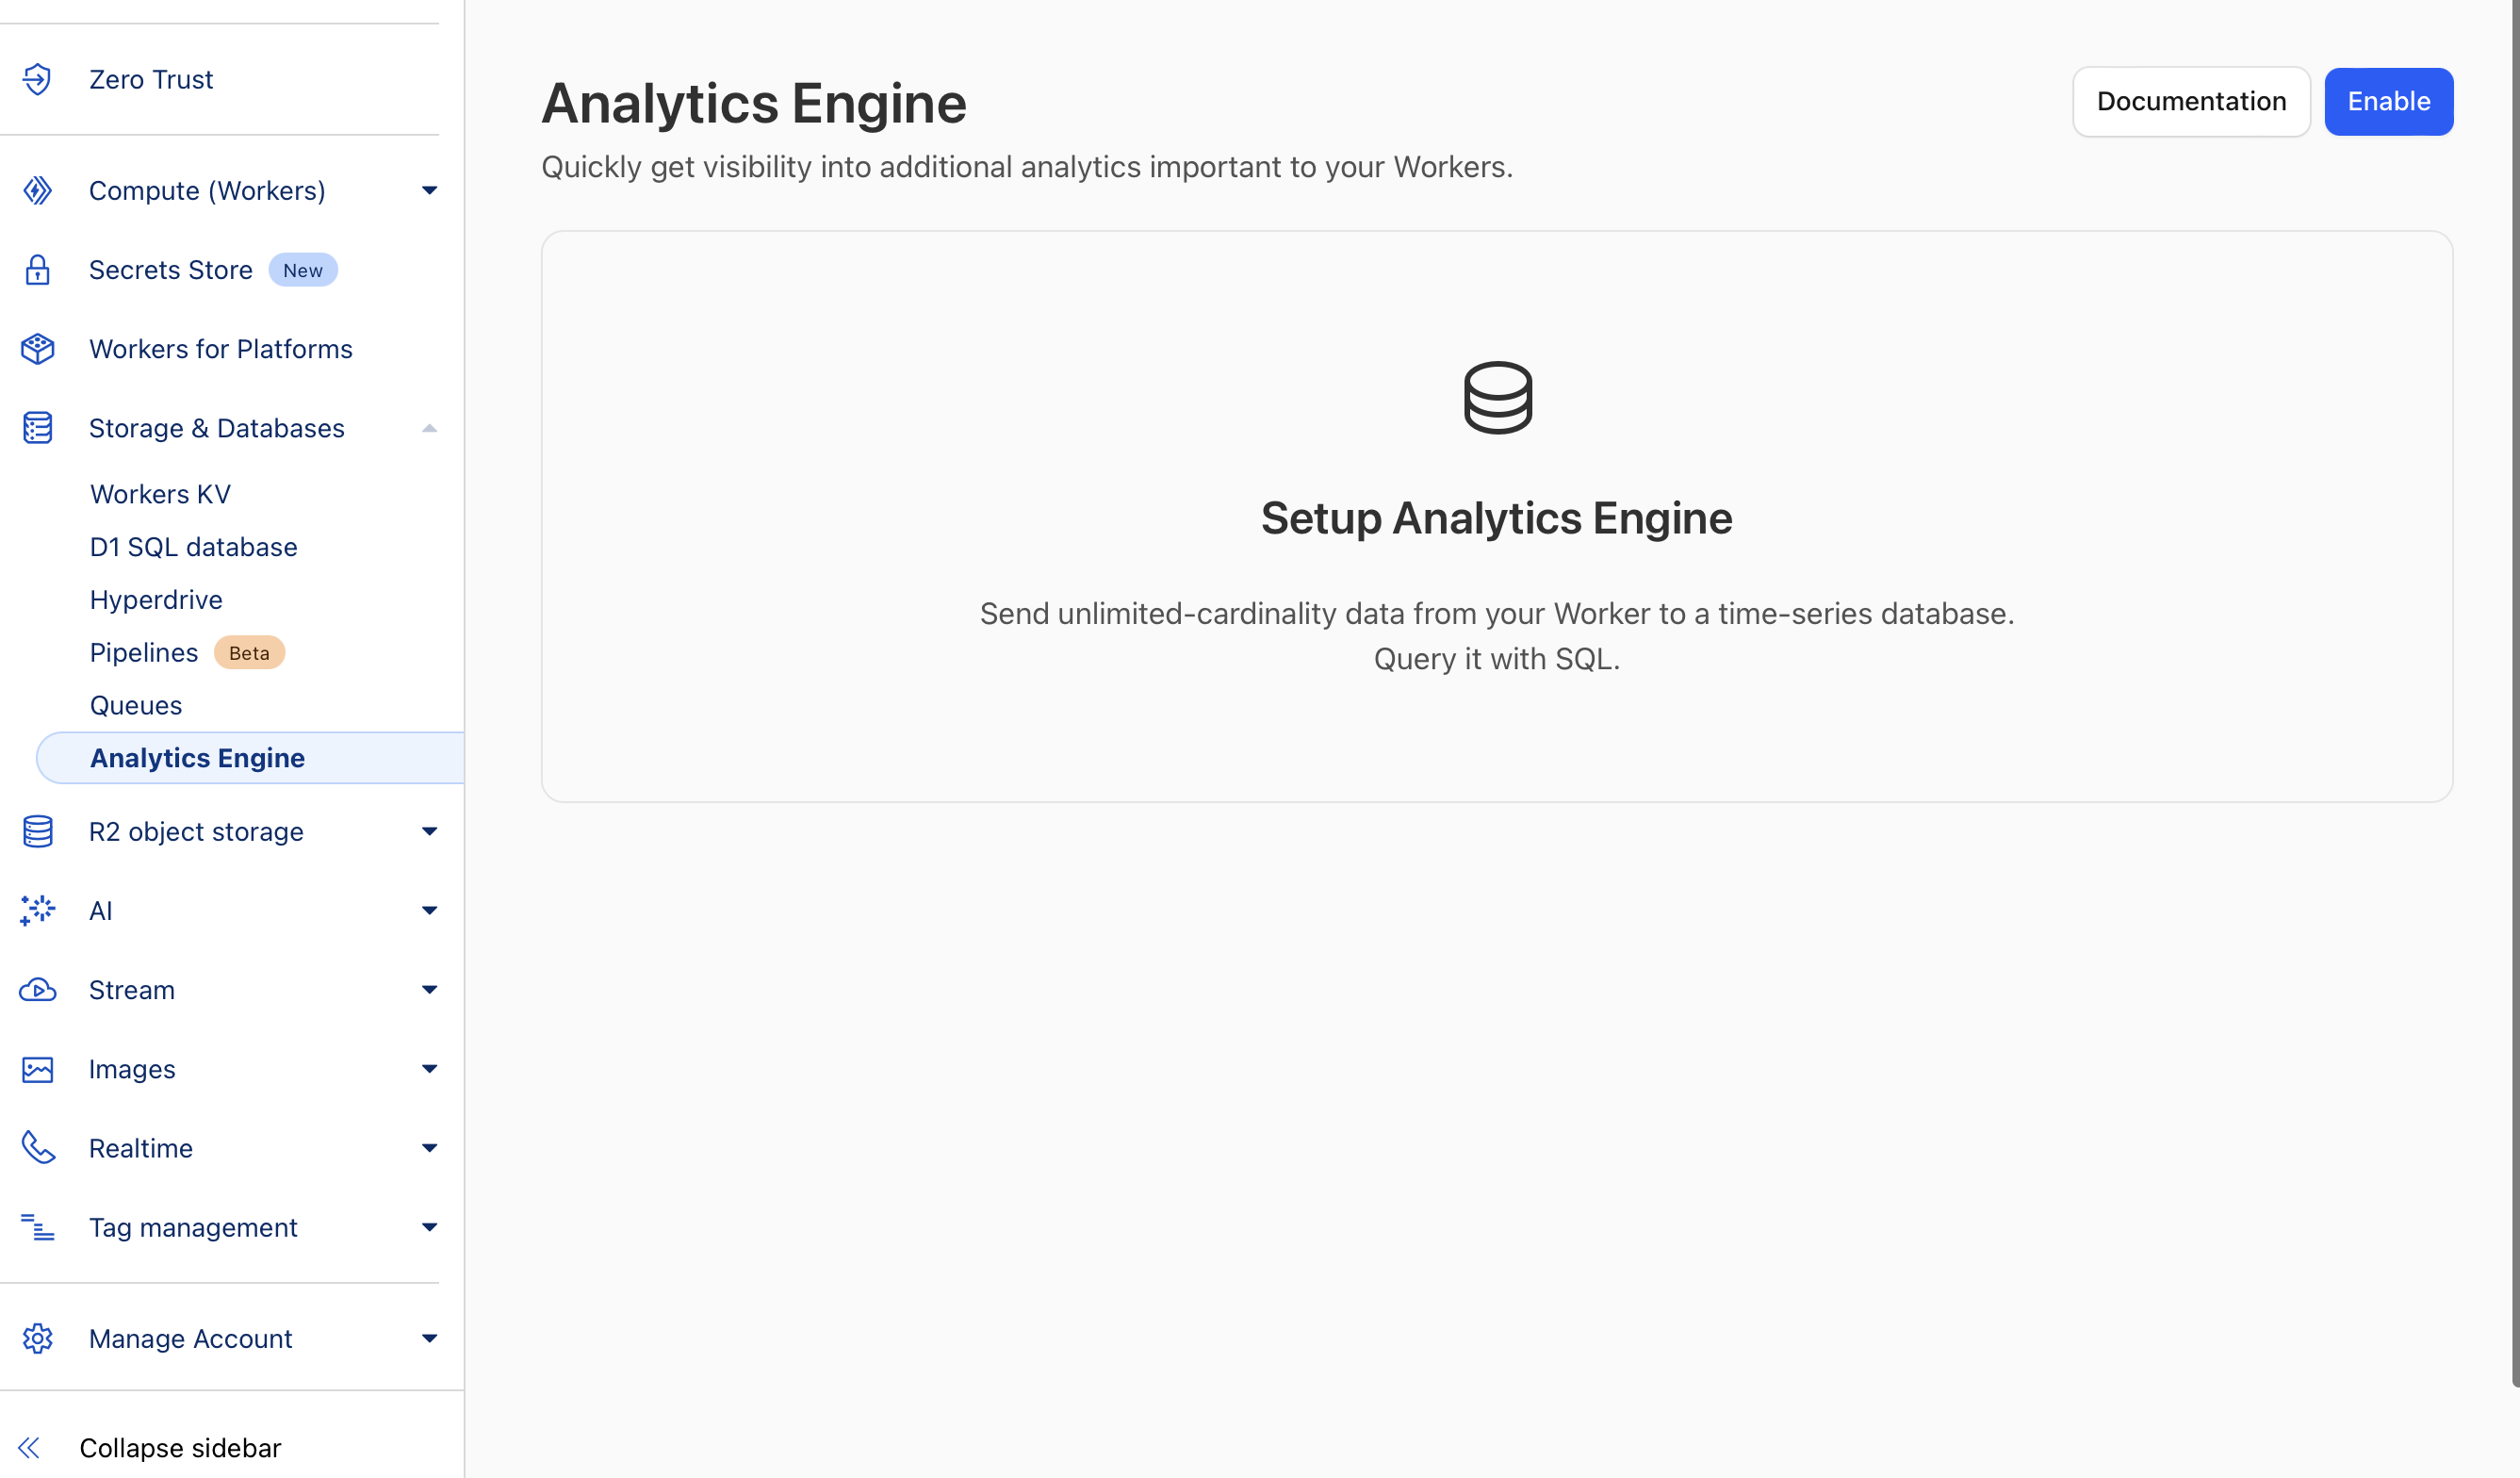 Zero Trust
Compute (Workers)
Secrets Store New
Workers for Platforms
Storage & Databases
Workers KV
D1 SQL database
Hyperdrive
Pipelines Beta
Queues
Analytics Engine
R2 object storage
AI
Stream
Images
Realtime
Tag management
Manage Account
Collapse sidebar
Analytics Engine
Quickly get visibility into additional analytics important to your Workers.
Documentation
Enable
Setup Analytics Engine
Send unlimited-cardinality data from your Worker to a time-series database.
Query it with SQL.